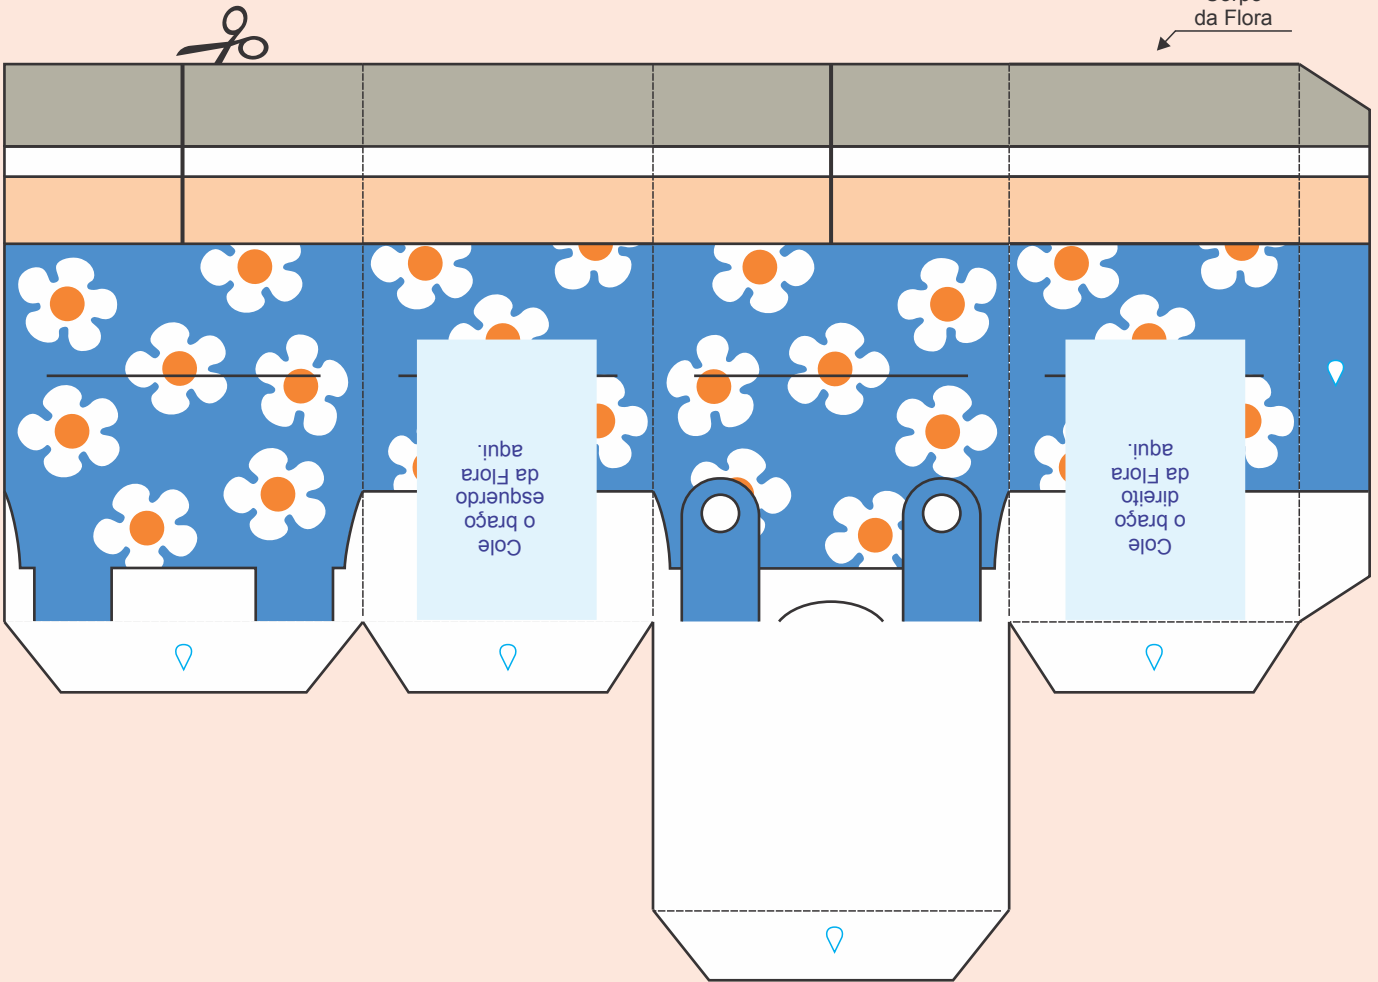 da Flora
Cole
o braço
esquerdo
da Flora
aqui.
Cole
o braço
direito
da Flora
aqui.